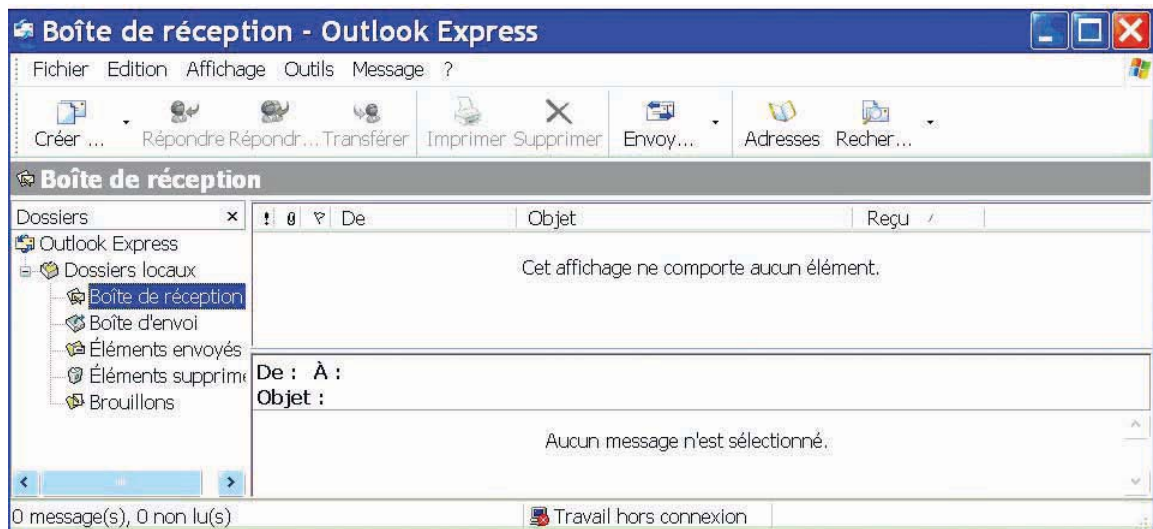 Boîte de réception - Outlook Express
Fichier Edition Affichage Outils Message ?
Créer ... Répondre Répondr... Transférer Imprimer Supprimer Envoy... Adresses Recher...
Boîte de réception
Dossiers × ! De Objet Reçu
Outlook Express
Dossiers locaux
Cet affichage ne comporte aucun élément.
Boîte de réception
Boîte d'envoi
Éléments envoyés
Éléments supprim
Brouillons
De : À :
Objet :
Aucun message n'est sélectionné.
0 message(s), 0 non lu(s) Travail hors connexion